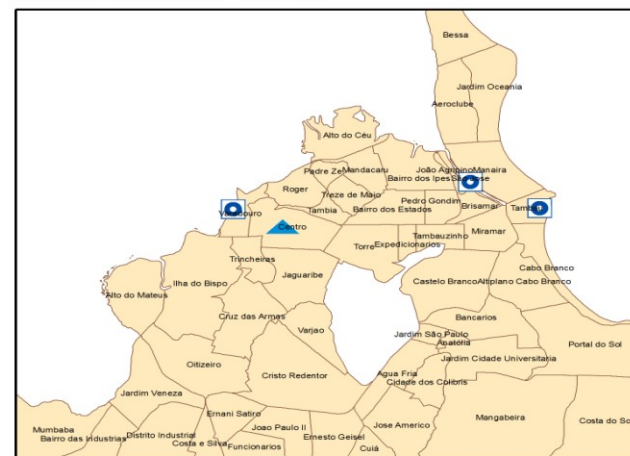 Bessa
Jardim Oceania
Aeroclube
Alto do Céu
João Agripino
Manaira
Padre Ze
Mandacaru
Bairro dos Ipes
São Jose
Roger
Treze de Maio
Pedro Gondim
Brisamar
Tambia
Bairro dos Estados
Centro
Tambauzinho
Miramar
Torre
Expedicionarios
Trincheiras
Jaguaribe
Cabo Branco
Ilha do Bispo
Castelo Branco
Altiplano Cabo Branco
Alto do Mateus
Cruz das Armas
Bancarios
Varjao
Jardim São Paulo
Anatolia
Portal do Sol
Jardim Cidade Universitaria
Oitizeiro
Cristo Redentor
Agua Fria
Cidade dos Colibris
Jardim Veneza
Ernani Satiro
Mangabeira
Costa do So
Mumbaba
Bairro das Industrias
Distrito Industrial
Costa e Silva
Joao Paulo II
Funcionarios
Ernesto Geisel
Jose Americo
Cuiá